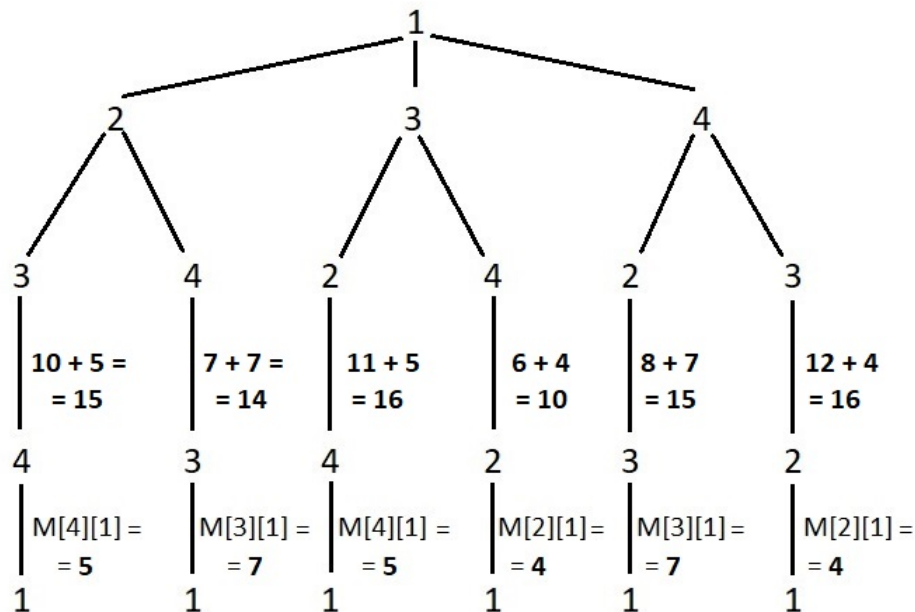 1
2 3 4
3 4 2 4 2 3
10 + 5 = 7 + 7 = 11 + 5 6 + 4 8 + 7 12 + 4
= 15 = 14 = 16 = 10 = 15 = 16
4 3 4 2 3 2
M[4][1] = M[3][1] = M[4][1] = M[2][1]= M[3][1] = M[2][1] =
= 5 = 7 = 5 = 4 = 7 = 4
1 1 1 1 1 1